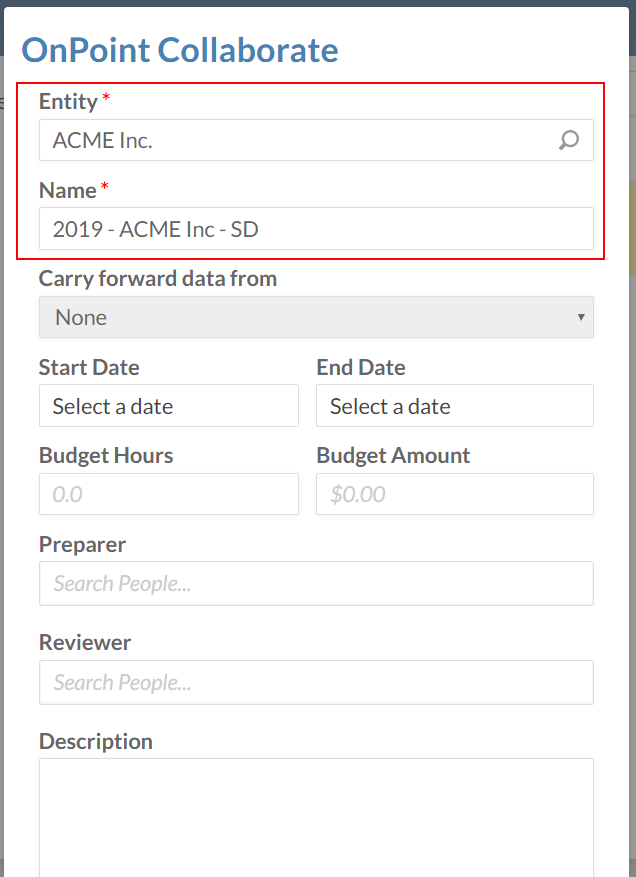 OnPoint Collaborate
Entity *
ACME Inc.
Name *
2019 - ACME Inc - SD
Carry forward data from
None
Start Date End Date
Select a date Select a date
Budget Hours Budget Amount
0.0 $0.00
Preparer
Search People...
Reviewer
Search People...
Description